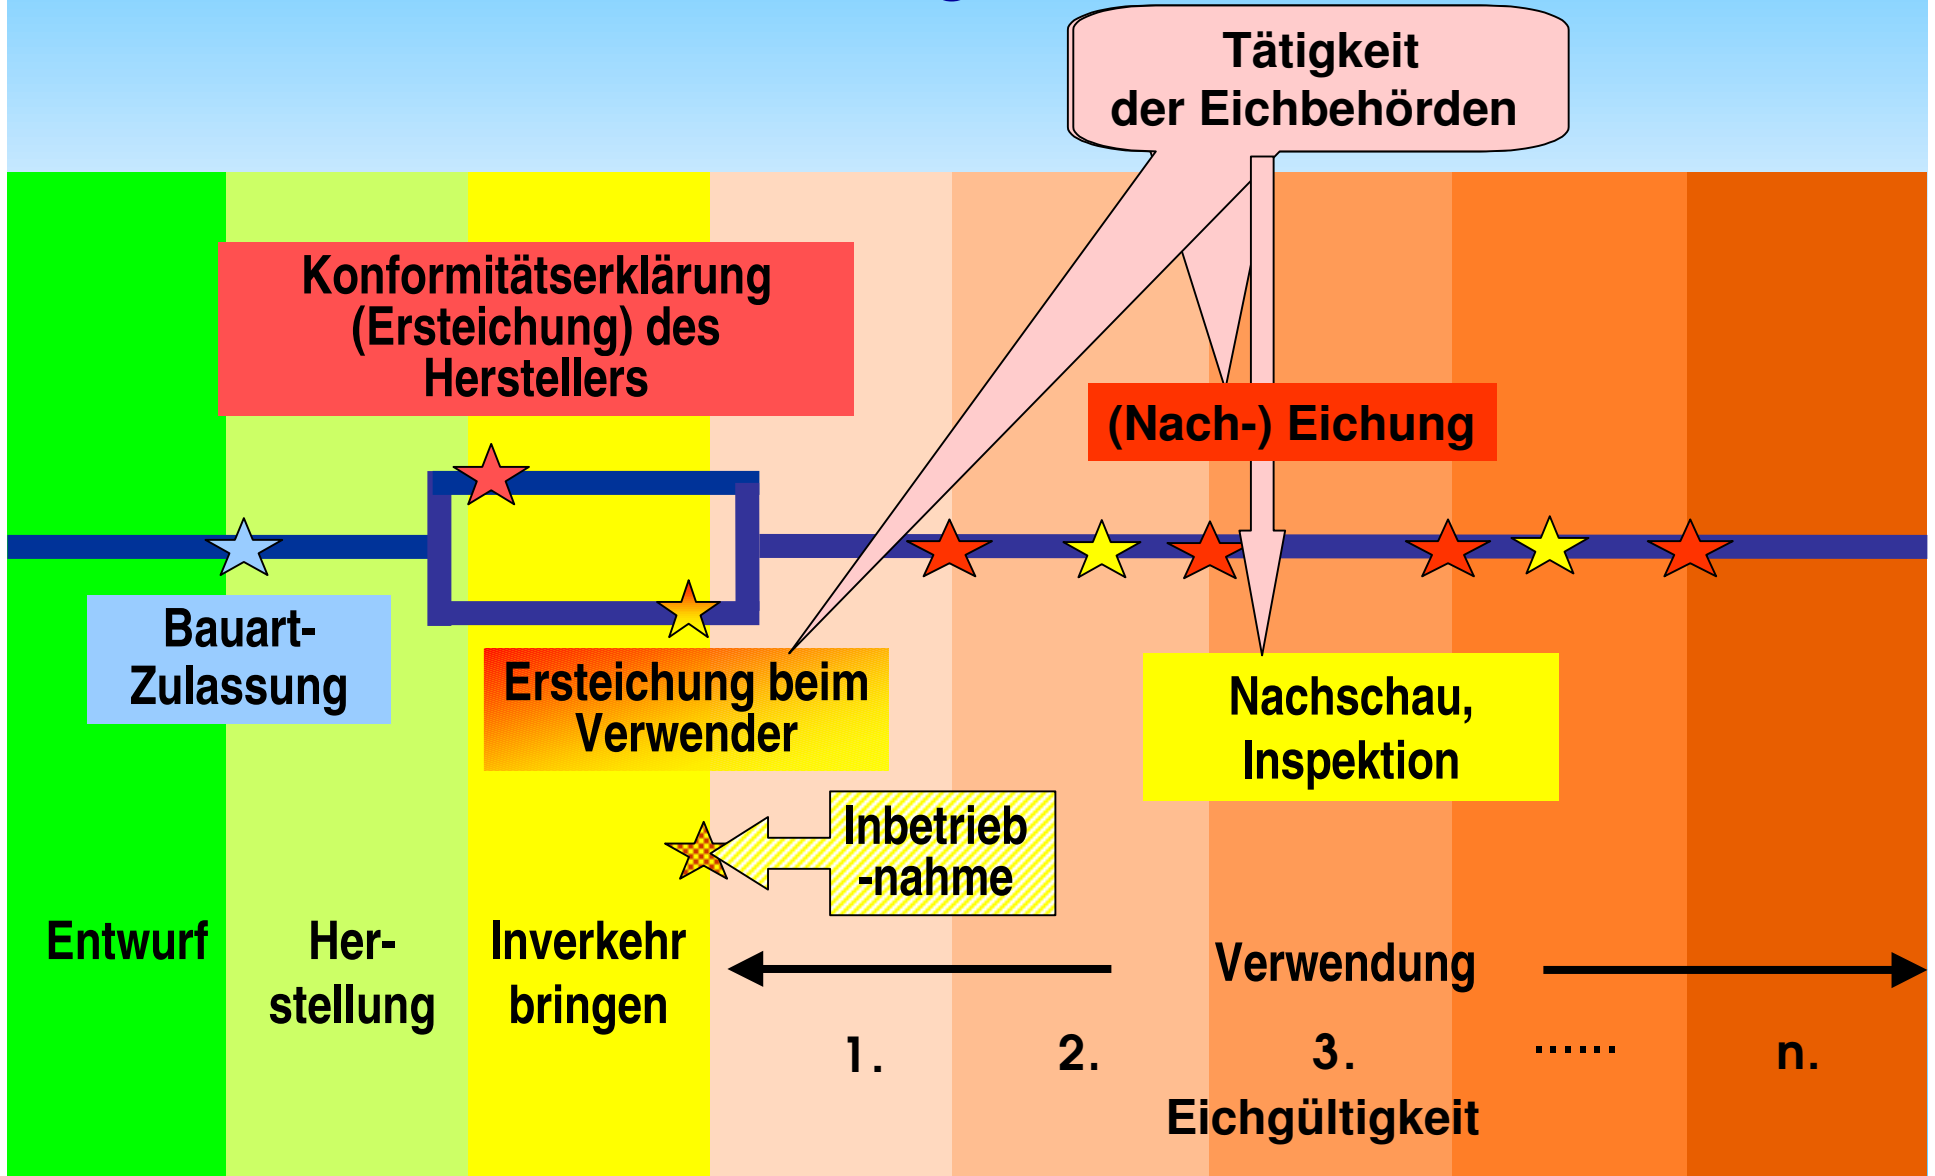 Tätigkeit
der Eichbehörden
Konformitätserklärung
(Ersteichung) des
Herstellers
(Nach-) Eichung
Bauart-
Zulassung
Ersteichung beim
Verwender
Nachschau,
Inspektion
Inbetrieb
-nahme
Entwurf
Her-
stellung
Inverkehr
bringen
Verwendung
1.
2.
3.
......
n.
Eichgültigkeit